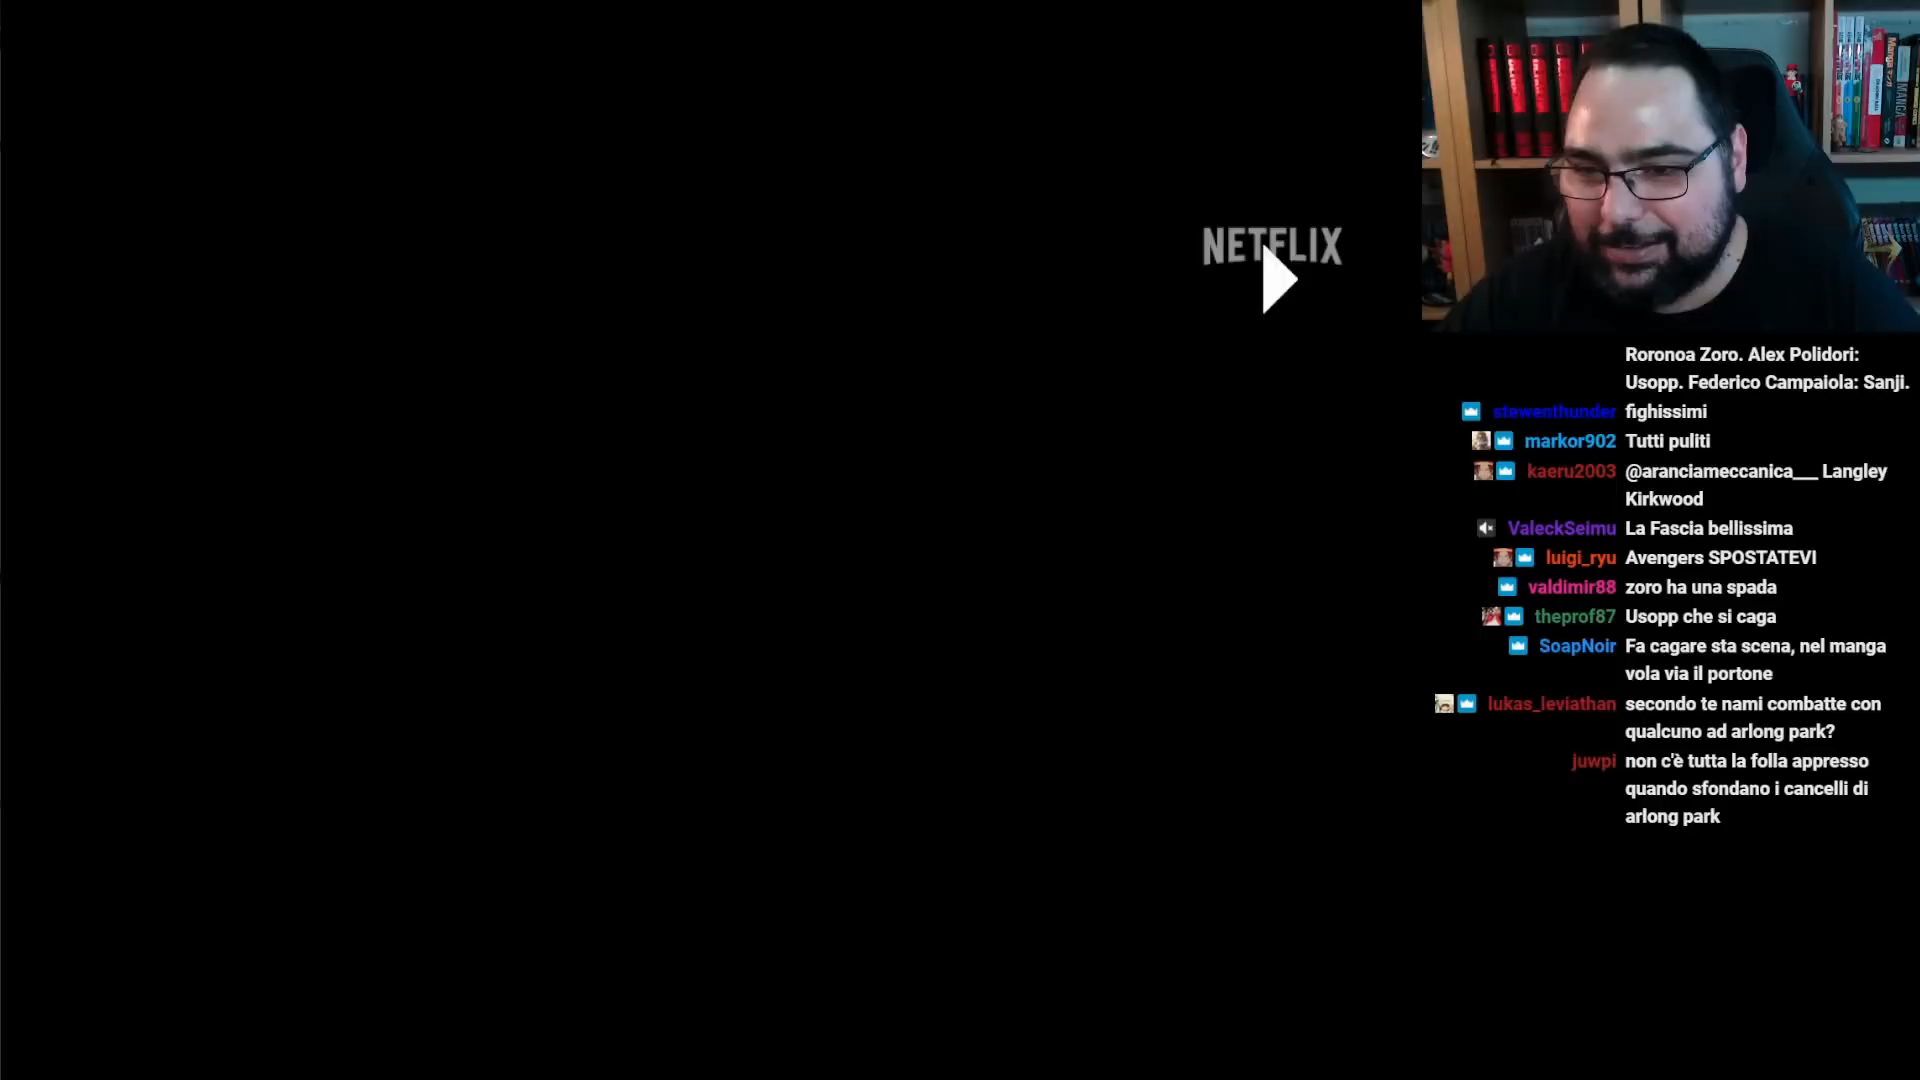 NETFLIX
MANGA
Roronoa Zoro. Alex Polidori:
Usopp. Federico Campaiola: Sanji.
stewenthunder fighissimi
markor902 Tutti puliti
kaeru2003 @aranciameccanica___ Langley
Kirkwood
ValeckSeimu La Fascia bellissima
luigi_ryu Avengers SPOSTATEVI
valdimir88 zoro ha una spada
theprof87 Usopp che si caga
SoapNoir Fa cagare sta scena, nel manga
vola via il portone
lukas_leviathan secondo te nami combatte con
qualcuno ad arlong park?
juwpi non c'è tutta la folla appresso
quando sfondano i cancelli di
arlong park